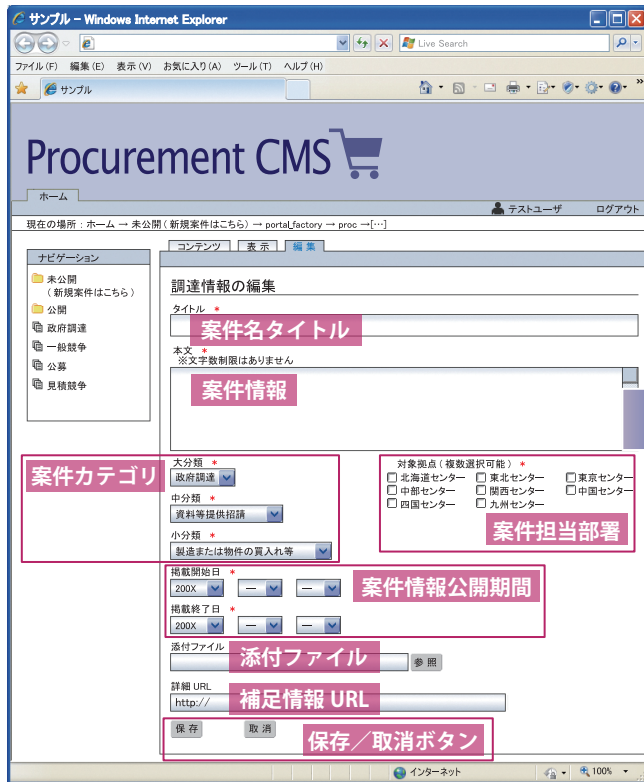 サンプル - Windows Internet Explorer
Live Search
ファイル(F) 編集(E) 表示(V) お気に入り(A) ツール(T) ヘルプ(H)
サンプル
Procurement CMS
ホーム
テストユーザ ログアウト
現在の場所 : ホーム → 未公開(新規案件はこちら) → portal_factory → proc →[…]
コンテンツ 表示 編集
ナビゲーション
未公開
(新規案件はこちら)
公開
政府調達
一般競争
公募
見積競争
調達情報の編集
タイトル *
案件名タイトル
本文 *
※文字数制限はありません
案件情報
案件カテゴリ
大分類 *
政府調達
中分類 *
資料等提供招請
小分類 *
製造または物件の買入れ等
対象拠点(複数選択可能) *
北海道センター 東北センター 東京センター
中部センター 関西センター 中国センター
四国センター 九州センター
案件担当部署
掲載開始日 *
200X ー ー
案件情報公開期間
掲載終了日 *
200X ー ー
添付ファイル
添付ファイル
参照
詳細 URL
http://
補足情報 URL
保存 取消
保存／取消ボタン
インターネット 100%